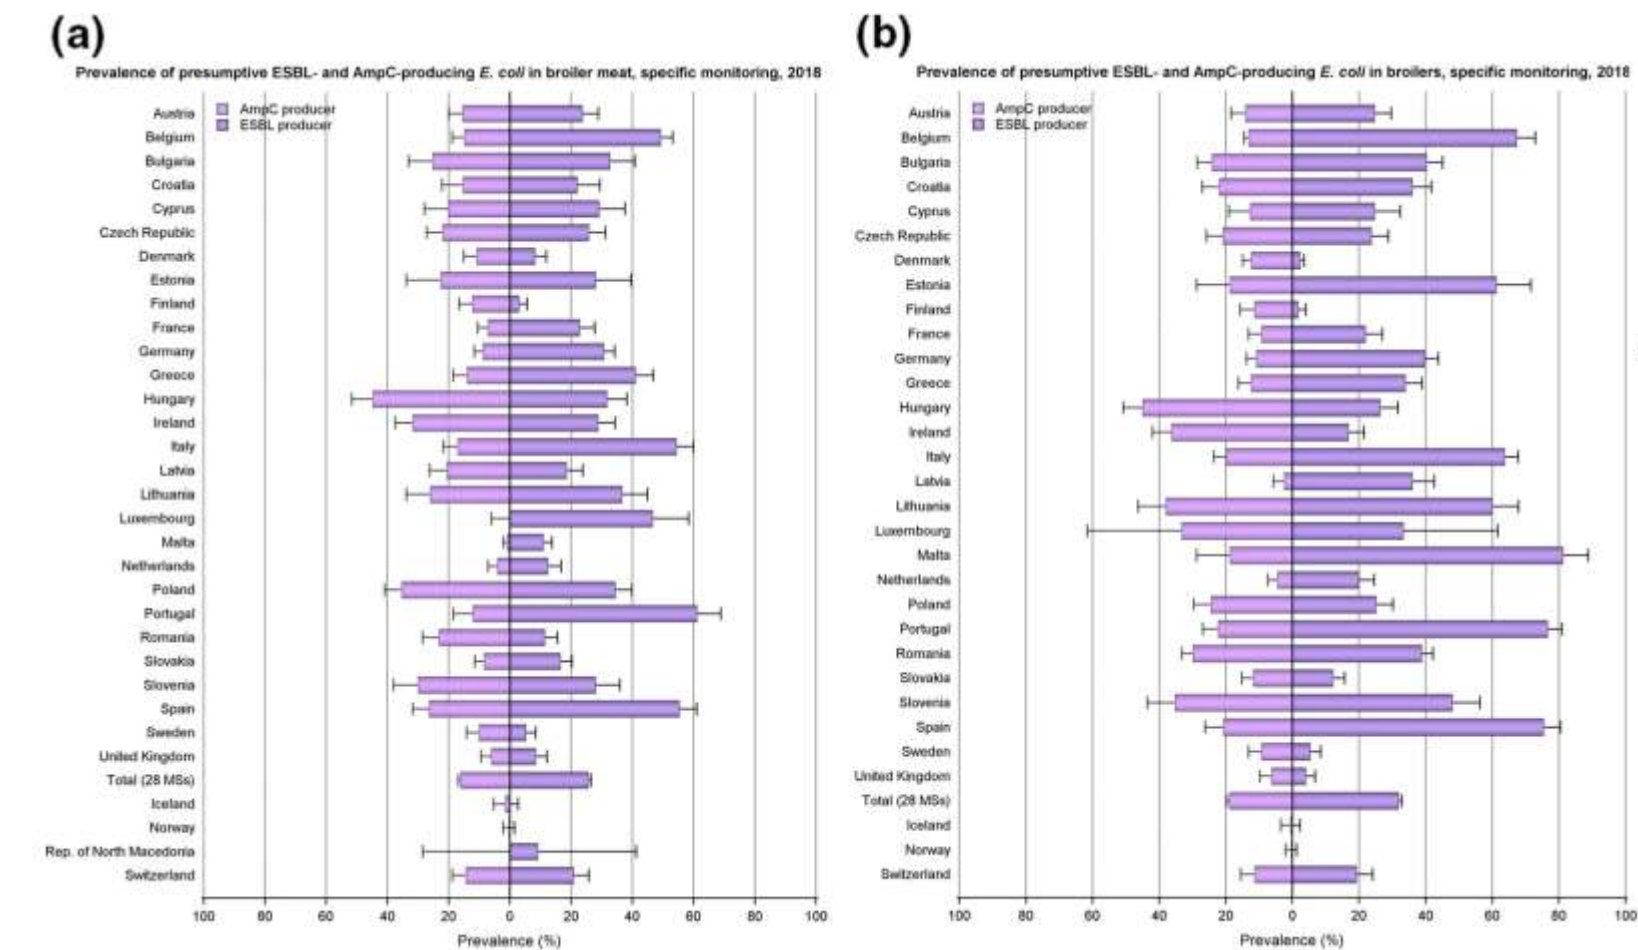 (a)
Prevalence of presumptive ESBL- and AmpC-producing E. coli in broiler meat, specific monitoring, 2018
AmpC producer
ESBL producer
Austria
Belgium
Bulgaria
Croatia
Cyprus
Czech Republic
Denmark
Estonia
Finland
France
Germany
Greece
Hungary
Ireland
Italy
Latvia
Lithuania
Luxembourg
Malta
Netherlands
Poland
Portugal
Romania
Slovakia
Slovenia
Spain
Sweden
United Kingdom
Total (28 MSs)
Iceland
Norway
Rep. of North Macedonia
Switzerland
100 80 60 40 20 0 20 40 60 80 100
Prevalence (%)
(b)
Prevalence of presumptive ESBL- and AmpC-producing E. coli in broilers, specific monitoring, 2018
AmpC producer
ESBL producer
Austria
Belgium
Bulgaria
Croatia
Cyprus
Czech Republic
Denmark
Estonia
Finland
France
Germany
Greece
Hungary
Ireland
Italy
Latvia
Lithuania
Luxembourg
Malta
Netherlands
Poland
Portugal
Romania
Slovakia
Slovenia
Spain
Sweden
United Kingdom
Total (28 MSs)
Iceland
Norway
Switzerland
100 80 60 40 20 0 20 40 60 80 100
Prevalence (%)